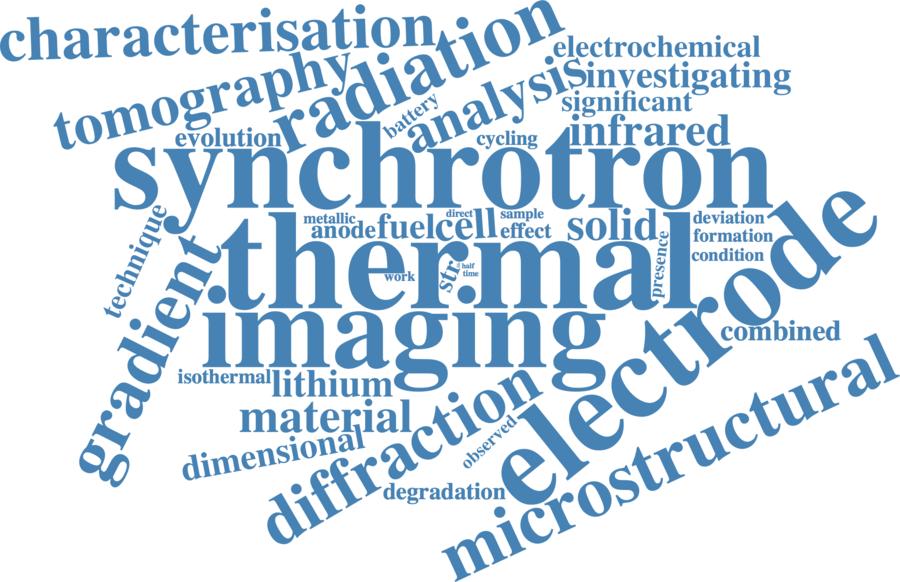 characterisation
radiation
electrochemical
tomography
analysis
investigating
battery
significant
evolution
cycling
infrared
synchrotron
technique
metallic
direct
sample
deviation
anode
fuel
cell
effect
solid
formation
thermal
presence
condition
gradient
work
str
half
time
electrode
imaging
combined
isothermal
lithium
material
dimensional
diffraction
observed
degradation
microstructural